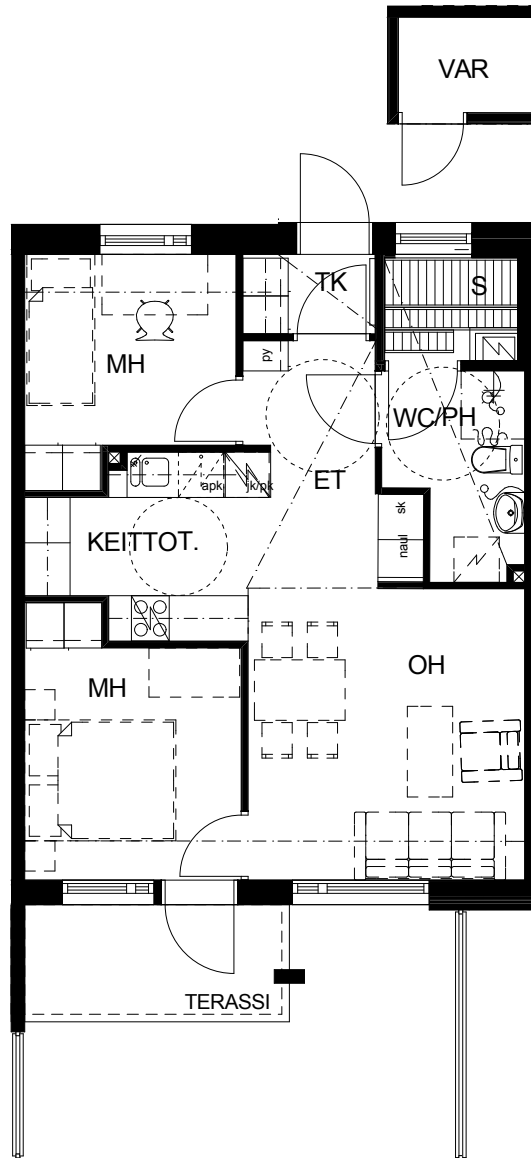 VAR
TK
S
py
MH
WC/PH
ET
apk
jk/pk
sk
naul
KEITTOT.
OH
MH
TERASSI